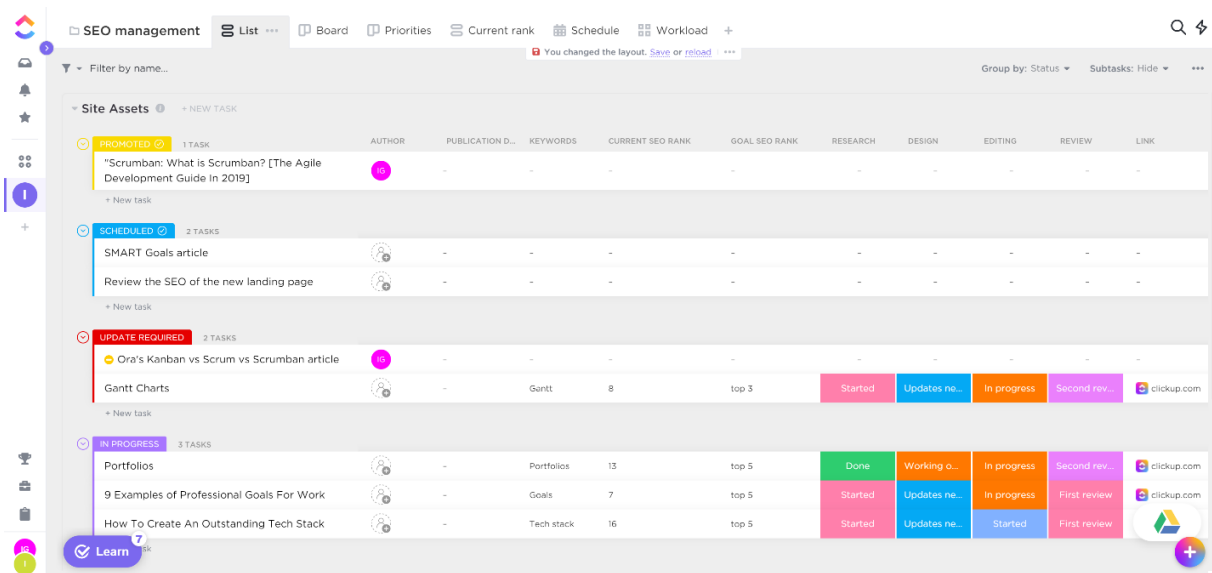 SEO management
List
Board
Priorities
Current rank
Schedule
Workload
You changed the layout. Save or reload
Filter by name...
Group by: Status
Subtasks: Hide
Site Assets
+ NEW TASK
PROMOTED
1 TASK
AUTHOR
PUBLICATION D...
KEYWORDS
CURRENT SEO RANK
GOAL SEO RANK
RESEARCH
DESIGN
EDITING
REVIEW
LINK
"Scrumban: What is Scrumban? [The Agile
Development Guide In 2019]
IG
– – – – – – – – –
+ New task
SCHEDULED
2 TASKS
SMART Goals article
– – – – – – – – –
Review the SEO of the new landing page
– – – – – – – – –
+ New task
UPDATE REQUIRED
2 TASKS
Ora's Kanban vs Scrum vs Scrumban article
IG
– – – – – – – – –
Gantt Charts
–
Gantt
8
top 3
Started
Updates ne...
In progress
Second rev...
clickup.com
+ New task
IN PROGRESS
3 TASKS
Portfolios
–
Portfolios
13
top 5
Done
Working o...
In progress
Second rev...
clickup.com
9 Examples of Professional Goals For Work
–
Goals
7
top 5
Started
Updates ne...
In progress
First review
clickup.com
How To Create An Outstanding Tech Stack
–
Tech stack
16
top 5
Started
Updates ne...
Started
First review
I
IG
I
Learn
7